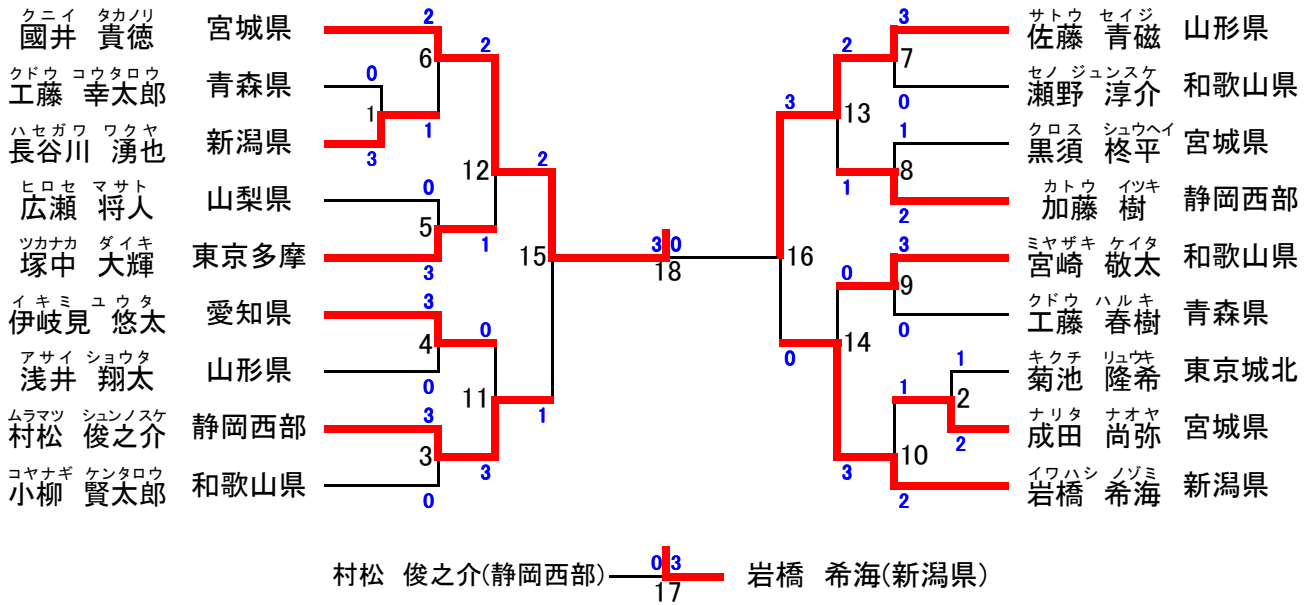 クニイ タカノリ
國井 貴徳 宮城県 2
6 2
クドウ コウタロウ 0
工藤 幸太郎 青森県
1
ハセガワ ワクヤ 1
長谷川 湧也 新潟県 3
12 2
ヒロセ マサト 0
広瀬 将人 山梨県
5 1
ツカナカ ダイキ
塚中 大輝 東京多摩 3
15
イキミ ユウタ 3
伊岐見 悠太 愛知県
4 0
アサイ ショウタ
浅井 翔太 山形県 0
11 1
ムラマツ シュンノスケ 3
村松 俊之介 静岡西部
3 3
コヤナギ ケンタロウ
小柳 賢太郎 和歌山県 0
3 0
18
サトウ セイジ
3 佐藤 青磁 山形県
2 7
セノ ジュンスケ
0 瀬野 淳介 和歌山県
3 13
クロス シュウヘイ
1 黒須 柊平 宮城県
1 8
カトウ イツキ
2 加藤 樹 静岡西部
16
ミヤザキ ケイタ
3 宮崎 敬太 和歌山県
0 9
クドウ ハルキ
0 工藤 春樹 青森県
0 14
キクチ リュウキ
1 菊池 隆希 東京城北
1 2
ナリタ ナオヤ
2 成田 尚弥 宮城県
3 10
イワハシ ノゾミ
2 岩橋 希海 新潟県
村松 俊之介(静岡西部) 0 3 岩橋 希海(新潟県)
17